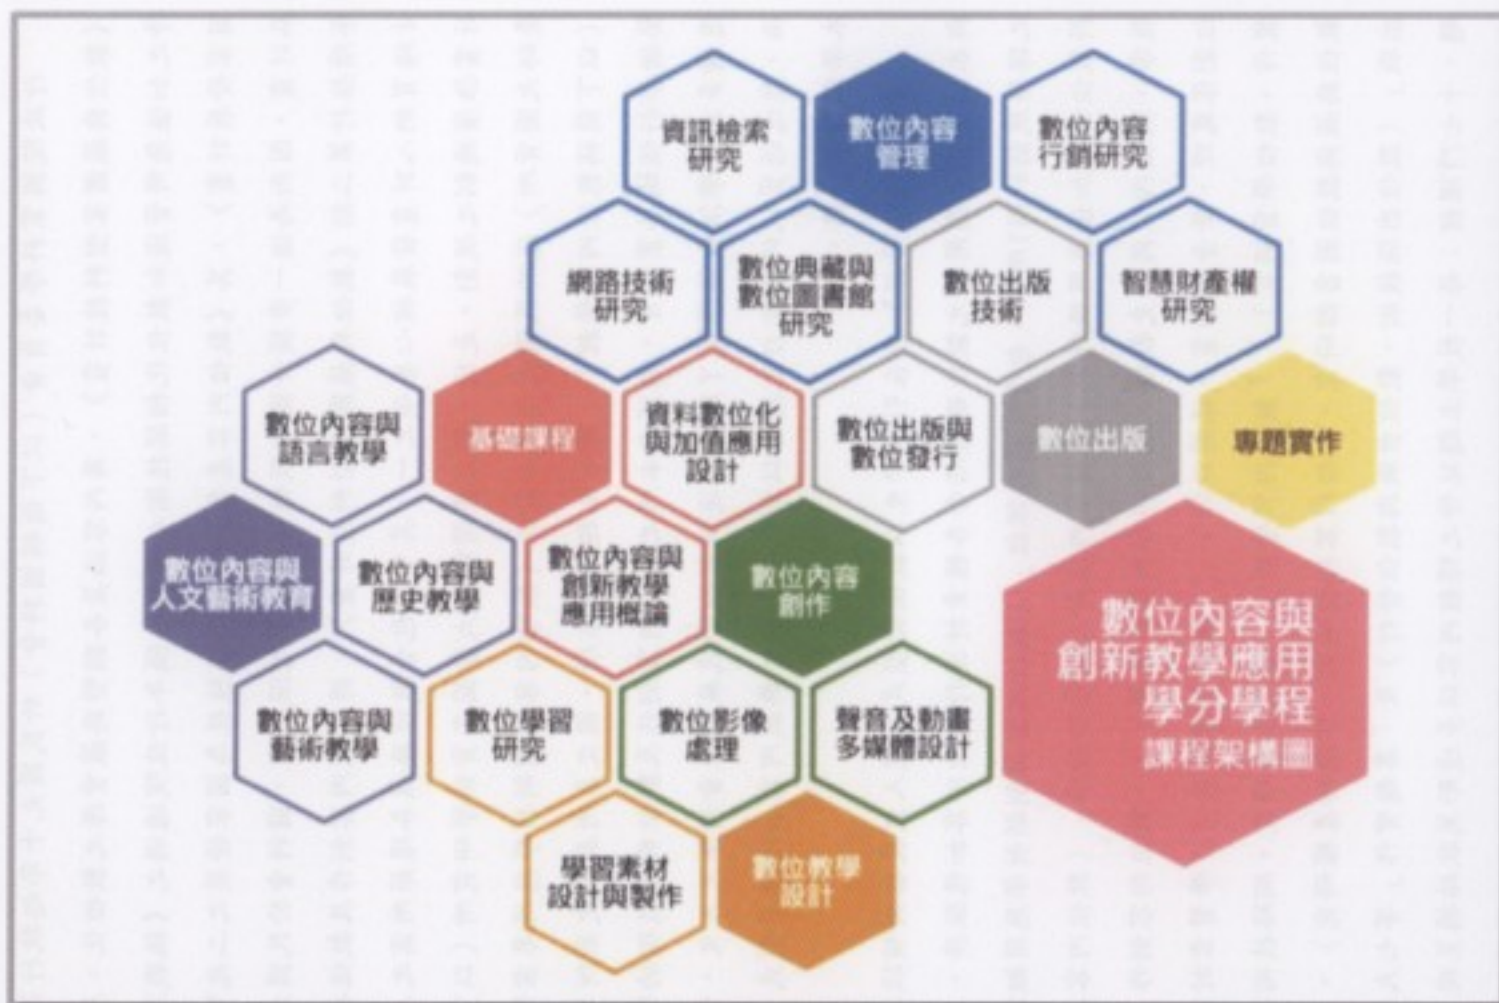 資訊檢索
研究
數位內容
管理
數位內容
行銷研究
網路技術
研究
數位典藏與
數位圖書館
研究
數位出版
技術
智慧財產權
研究
數位內容與
語言教學
基礎課程
資料數位化
與加值應用
設計
數位出版與
數位發行
數位出版
專題實作
數位內容與
人文藝術教育
數位內容與
歷史教學
數位內容與
創新教學
應用概論
數位內容
創作
數位內容與
創新教學應用
學分學程
課程架構圖
數位內容與
藝術教學
數位學習
研究
數位影像
處理
聲音及動畫
多媒體設計
學習素材
設計與製作
數位教學
設計